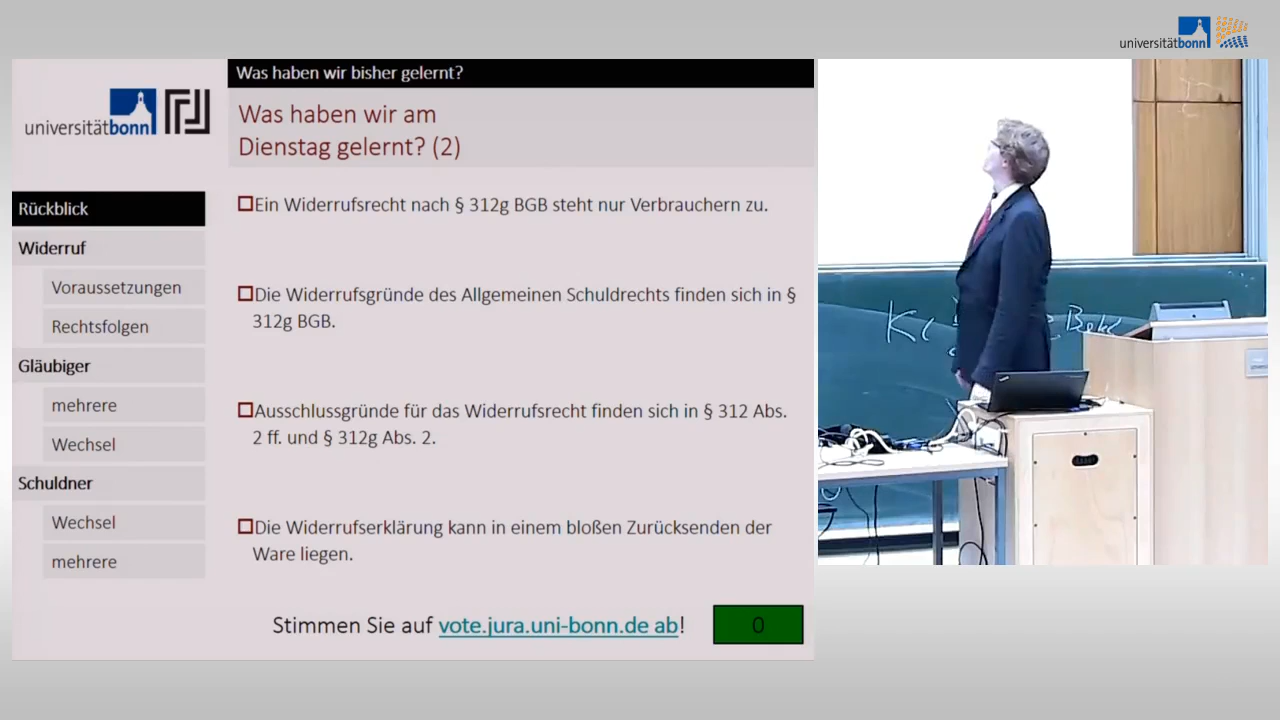 universitätbonn
Was haben wir bisher gelernt?
universitätbonn
Was haben wir am
Dienstag gelernt? (2)
Rückblick
Widerruf
Voraussetzungen
Rechtsfolgen
Gläubiger
mehrere
Wechsel
Schuldner
Wechsel
mehrere
Ein Widerrufsrecht nach § 312g BGB steht nur Verbrauchern zu.
Die Widerrufsgründe des Allgemeinen Schuldrechts finden sich in §
312g BGB.
Ausschlussgründe für das Widerrufsrecht finden sich in § 312 Abs.
2 ff. und § 312g Abs. 2.
Die Widerrufserklärung kann in einem bloßen Zurücksenden der
Ware liegen.
Stimmen Sie auf vote.jura.uni-bonn.de ab!
0